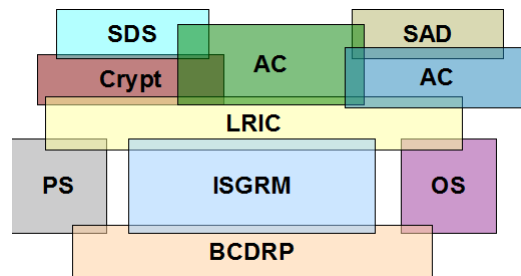 SDS
SAD
AC
Crypt
AC
LRIC
PS
ISGRM
OS
BCDRP